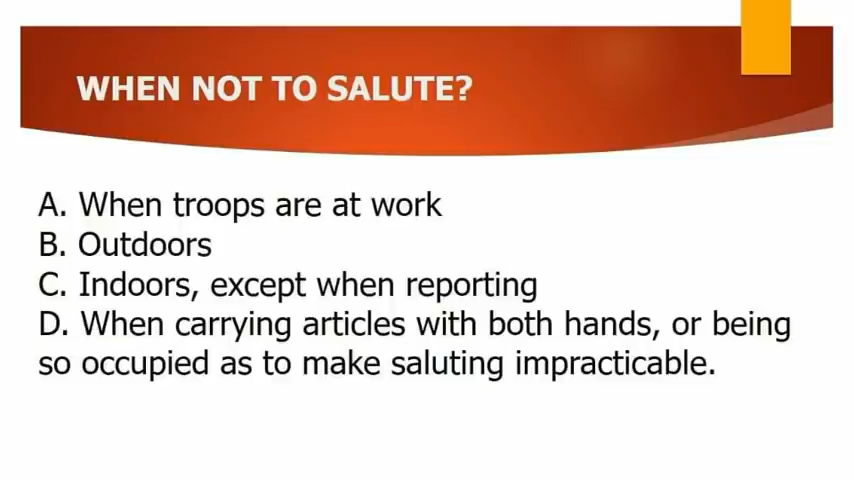 WHEN NOT TO SALUTE?
A. When troops are at work
B. Outdoors
C. Indoors, except when reporting
D. When carrying articles with both hands, or being
so occupied as to make saluting impracticable.